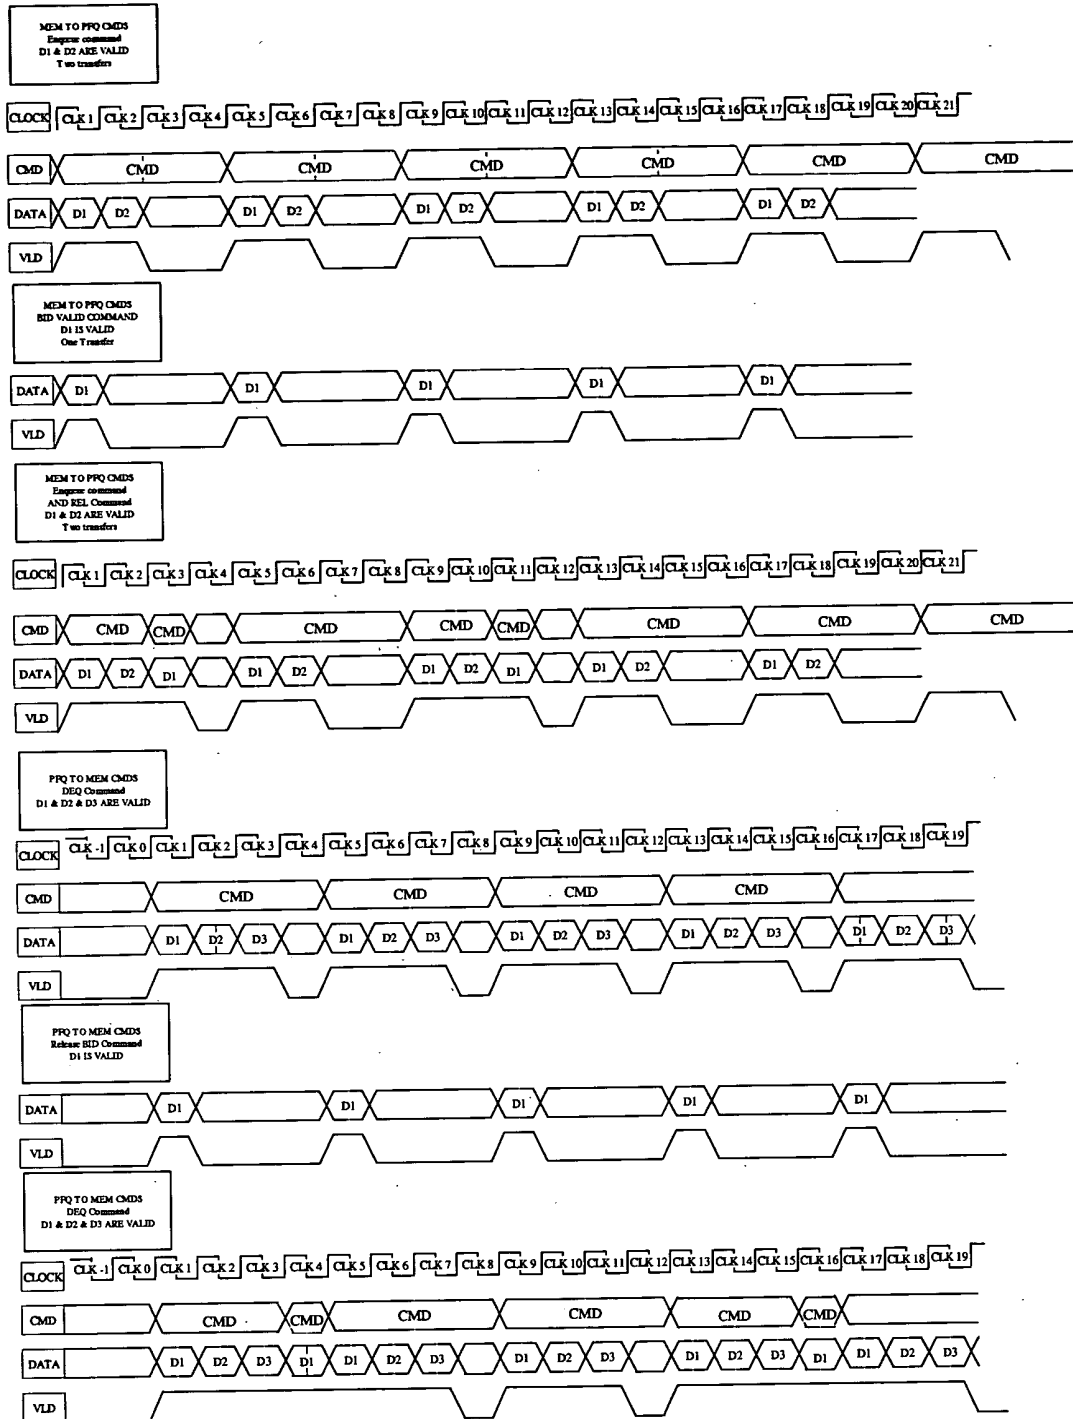 MEM TO PFQ CMDS
Enqueue command
D1 & D2 ARE VALID
Two transfers
CLOCK CLK 1 CLK 2 CLK 3 CLK 4 CLK 5 CLK 6 CLK 7 CLK 8 CLK 9 CLK 10 CLK 11 CLK 12 CLK 13 CLK 14 CLK 15 CLK 16 CLK 17 CLK 18 CLK 19 CLK 20 CLK 21
CMD CMD CMD CMD CMD CMD CMD
DATA D1 D2 D1 D2 D1 D2 D1 D2 D1 D2
VLD
MEM TO PFQ CMDS
BID VALID COMMAND
D1 IS VALID
One Transfer
DATA D1 D1 D1 D1 D1
VLD
MEM TO PFQ CMDS
Enqueue command
AND REL Command
D1 & D2 ARE VALID
Two transfers
CLOCK CLK 1 CLK 2 CLK 3 CLK 4 CLK 5 CLK 6 CLK 7 CLK 8 CLK 9 CLK 10 CLK 11 CLK 12 CLK 13 CLK 14 CLK 15 CLK 16 CLK 17 CLK 18 CLK 19 CLK 20 CLK 21
CMD CMD CMD CMD CMD CMD CMD CMD CMD
DATA D1 D2 D1 D1 D2 D1 D2 D1 D1 D2 D1 D2
VLD
PFQ TO MEM CMDS
DEQ Command
D1 & D2 & D3 ARE VALID
CLOCK CLK -1 CLK 0 CLK 1 CLK 2 CLK 3 CLK 4 CLK 5 CLK 6 CLK 7 CLK 8 CLK 9 CLK 10 CLK 11 CLK 12 CLK 13 CLK 14 CLK 15 CLK 16 CLK 17 CLK 18 CLK 19
CMD CMD CMD CMD CMD
DATA D1 D2 D3 D1 D2 D3 D1 D2 D3 D1 D2 D3 D1 D2 D3
VLD
PFQ TO MEM CMDS
Release BID Command
D1 IS VALID
DATA D1 D1 D1 D1 D1
VLD
PFQ TO MEM CMDS
DEQ Command
D1 & D2 & D3 ARE VALID
CLOCK CLK -1 CLK 0 CLK 1 CLK 2 CLK 3 CLK 4 CLK 5 CLK 6 CLK 7 CLK 8 CLK 9 CLK 10 CLK 11 CLK 12 CLK 13 CLK 14 CLK 15 CLK 16 CLK 17 CLK 18 CLK 19
CMD CMD CMD CMD CMD CMD CMD
DATA D1 D2 D3 D1 D1 D2 D3 D1 D2 D3 D1 D2 D3 D1 D1 D2 D3
VLD